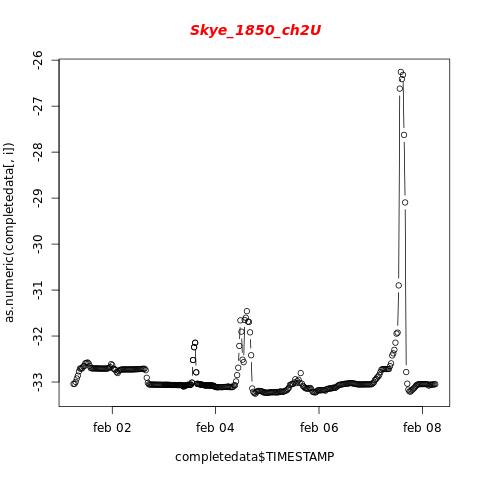 Skye_1850_ch2U
as.numeric(completedata[, i])
-26
-27
-28
-29
-30
-31
-32
-33
feb 02 feb 04 feb 06 feb 08
completedata$TIMESTAMP